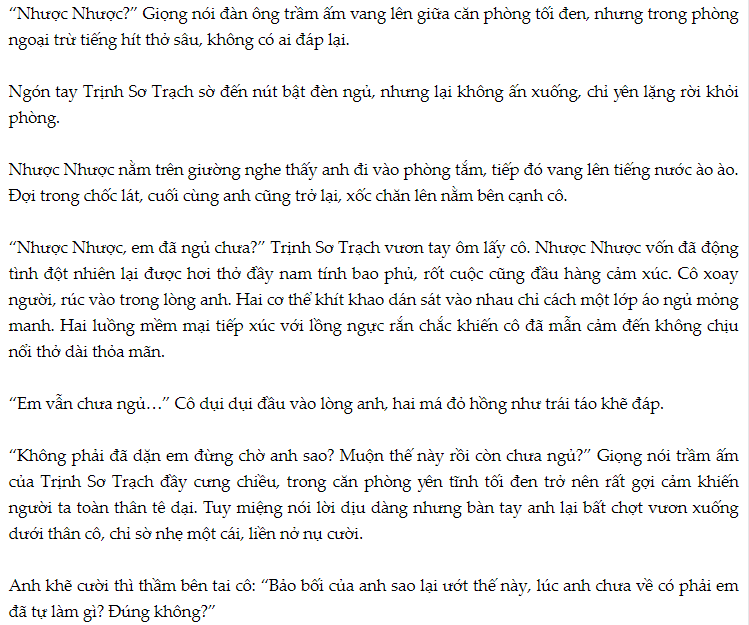 “Nhược Nhược?” Giọng nói đàn ông trầm ấm vang lên giữa căn phòng tối đen, nhưng trong phòng
ngoại trừ tiếng hít thở sâu, không có ai đáp lại.
Ngón tay Trịnh Sơ Trạch sờ đến nút bật đèn ngủ, nhưng lại không ấn xuống, chỉ yên lặng rời khỏi
phòng.
Nhược Nhược nằm trên giường nghe thấy anh đi vào phòng tắm, tiếp đó vang lên tiếng nước ào ào.
Đợi trong chốc lát, cuối cùng anh cũng trở lại, xốc chăn lên nằm bên cạnh cô.
“Nhược Nhược, em đã ngủ chưa?” Trịnh Sơ Trạch vươn tay ôm lấy cô. Nhược Nhược vốn đã động
tình đột nhiên lại được hơi thở đầy nam tính bao phủ, rốt cuộc cũng đầu hàng cảm xúc. Cô xoay
người, rúc vào trong lòng anh. Hai cơ thể khít khao dán sát vào nhau chỉ cách một lớp áo ngủ mỏng
manh. Hai luồng mềm mại tiếp xúc với lồng ngực rắn chắc khiến cô đã mẫn cảm đến không chịu
nổi thở dài thỏa mãn.
“Em vẫn chưa ngủ…” Cô dụi dụi đầu vào lòng anh, hai má đỏ hồng như trái táo khẽ đáp.
“Không phải đã dặn em đừng chờ anh sao? Muộn thế này rồi còn chưa ngủ?” Giọng nói trầm ấm
của Trịnh Sơ Trạch đầy cưng chiều, trong căn phòng yên tĩnh tối đen trở nên rất gợi cảm khiến
người ta toàn thân tê dại. Tuy miệng nói lời dịu dàng nhưng bàn tay anh lại bất chợt vươn xuống
dưới thân cô, chỉ sờ nhẹ một cái, liền nở nụ cười.
Anh khẽ cười thì thầm bên tai cô: “Bảo bối của anh sao lại ướt thế này, lúc anh chưa về có phải em
đã tự làm gì? Đúng không?”